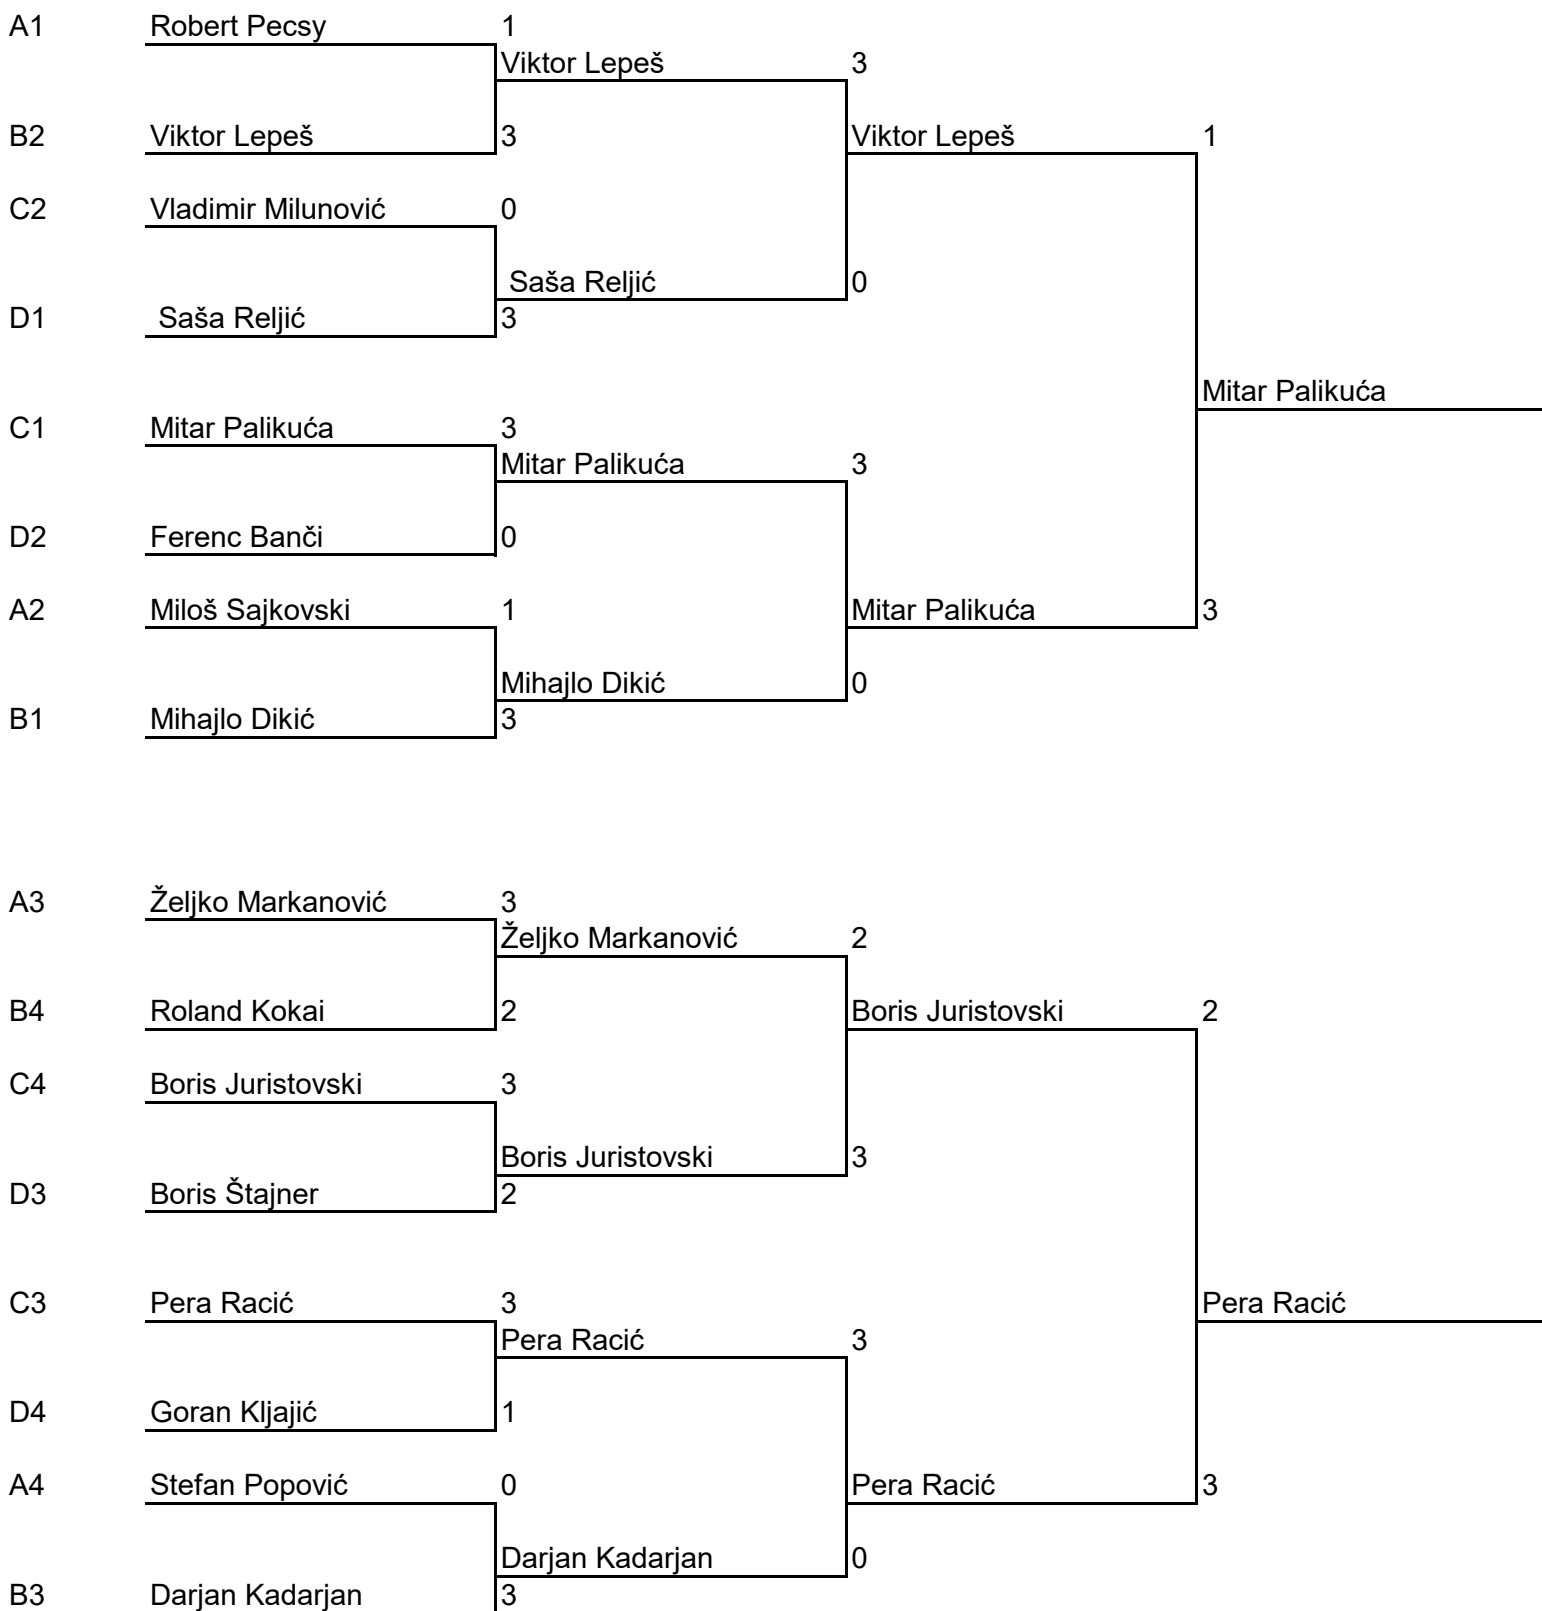 A1 Robert Pecsy 1
Viktor Lepeš 3
B2 Viktor Lepeš 3 Viktor Lepeš 1
C2 Vladimir Milunović 0
Saša Reljić 0
D1 Saša Reljić 3
Mitar Palikuća
C1 Mitar Palikuća 3
Mitar Palikuća 3
D2 Ferenc Banči 0
A2 Miloš Sajkovski 1 Mitar Palikuća 3
Mihajlo Dikić 0
B1 Mihajlo Dikić 3
A3 Željko Markanović 3
Željko Markanović 2
B4 Roland Kokai 2 Boris Juristovski 2
C4 Boris Juristovski 3
Boris Juristovski 3
D3 Boris Štajner 2
C3 Pera Racić 3 Pera Racić
Pera Racić 3
D4 Goran Kljajić 1
A4 Stefan Popović 0 Pera Racić 3
Darjan Kadarjan 0
B3 Darjan Kadarjan 3